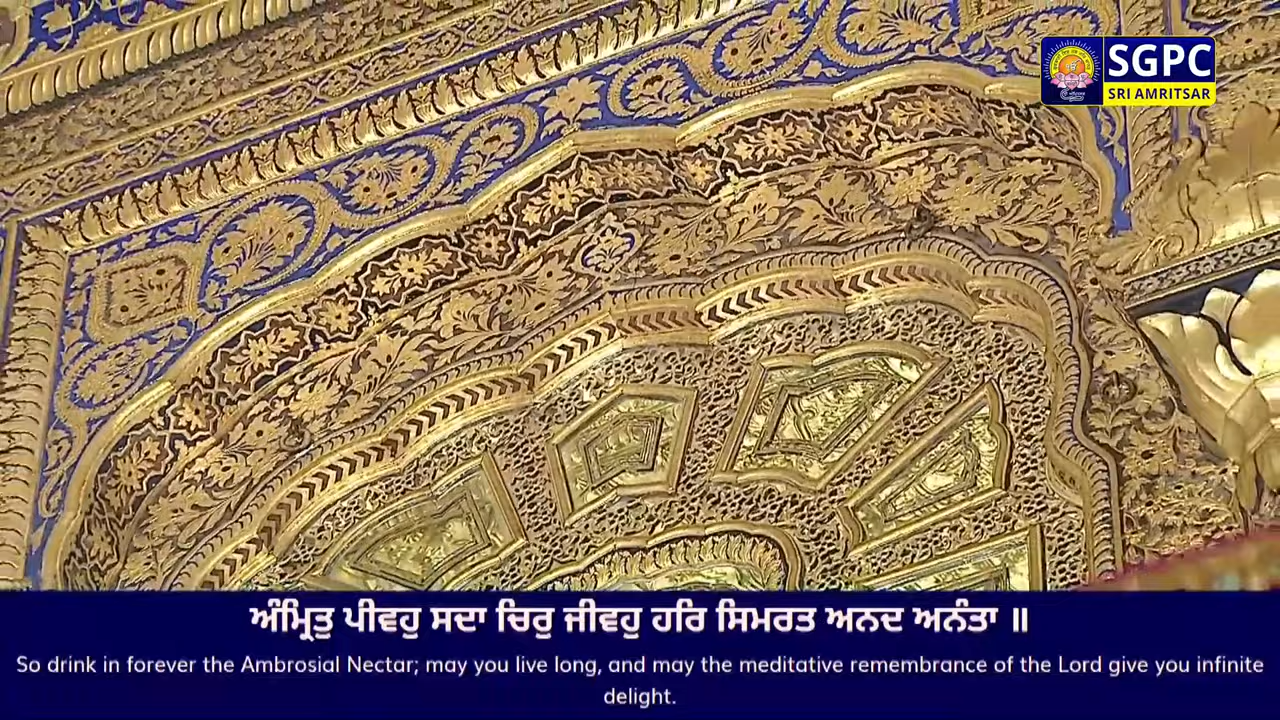 SGPC
SRI AMRITSAR
ਅੰਮ੍ਰਿਤੁ ਪੀਵਹੁ ਸਦਾ ਚਿਰੁ ਜੀਵਹੁ ਹਰਿ ਸਿਮਰਤ ਅਨਦ ਅਨੰਤਾ ॥
So drink in forever the Ambrosial Nectar; may you live long, and may the meditative remembrance of the Lord give you infinite
delight.